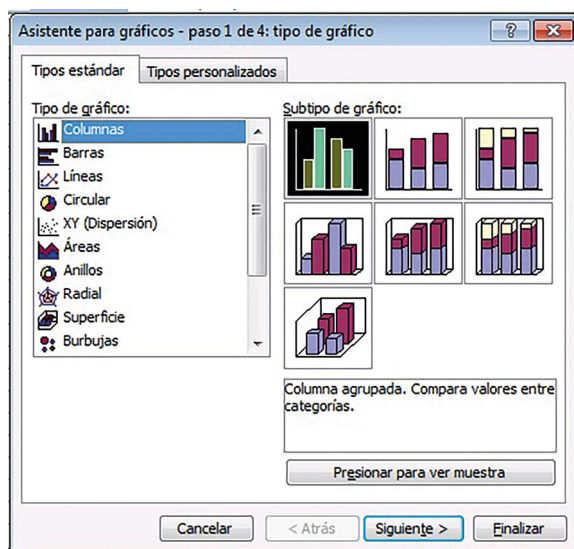 Asistente para gráficos - paso 1 de 4: tipo de gráfico
Tipos estándar
Tipos personalizados
Tipo de gráfico:
Columnas
Barras
Líneas
Circular
XY (Dispersión)
Áreas
Anillos
Radial
Superficie
Burbujas
Subtipo de gráfico:
Columna agrupada. Compara valores entre
categorías.
Presionar para ver muestra
Cancelar
< Atrás
Siguiente >
Finalizar